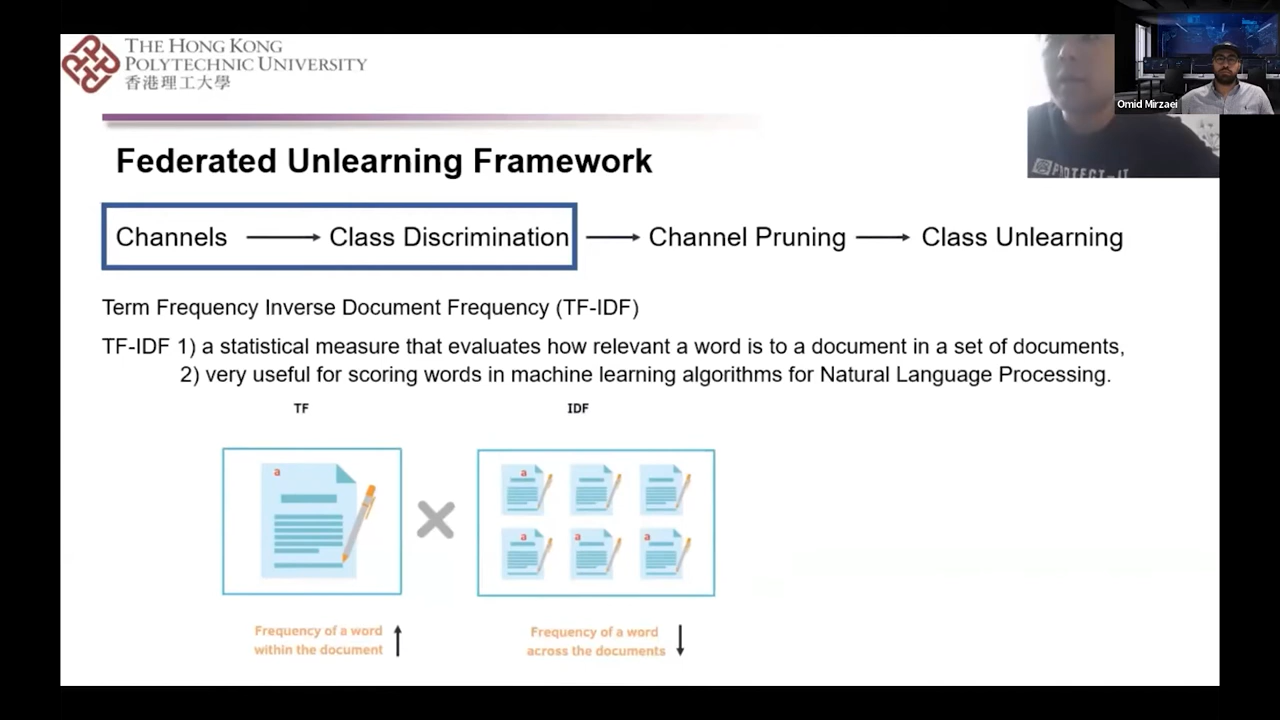 THE HONG KONG
POLYTECHNIC UNIVERSITY
香港理工大學
Omid Mirzaei
PROTECT-IT
Federated Unlearning Framework
Channels → Class Discrimination → Channel Pruning → Class Unlearning
Term Frequency Inverse Document Frequency (TF-IDF)
TF-IDF 1) a statistical measure that evaluates how relevant a word is to a document in a set of documents,
2) very useful for scoring words in machine learning algorithms for Natural Language Processing.
TF IDF
a
a
a a a
Frequency of a word
within the document
Frequency of a word
across the documents